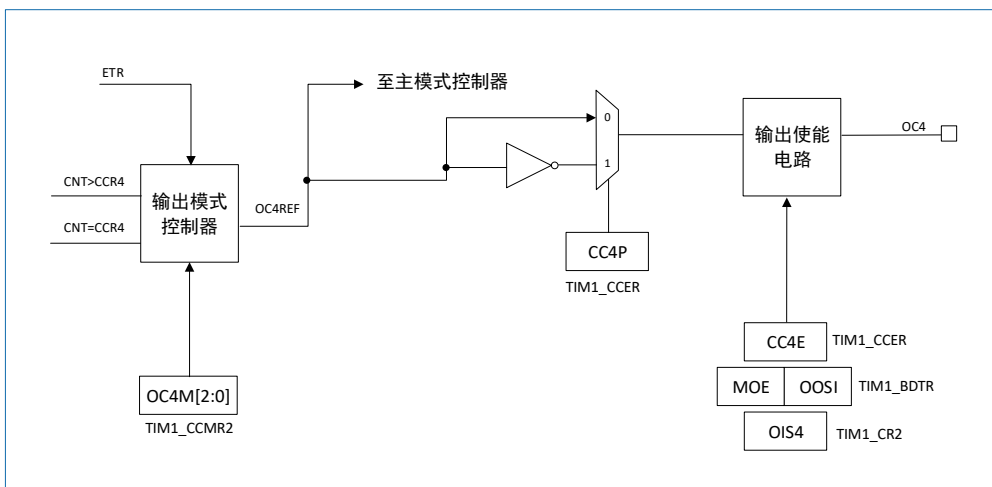 ETR
至主模式控制器
CNT>CCR4
CNT=CCR4
输出模式
控制器
OC4REF
0
1
输出使能
电路
OC4
CC4P
TIM1_CCER
OC4M[2:0]
TIM1_CCMR2
CC4E
TIM1_CCER
MOE
OOSI
TIM1_BDTR
OIS4
TIM1_CR2